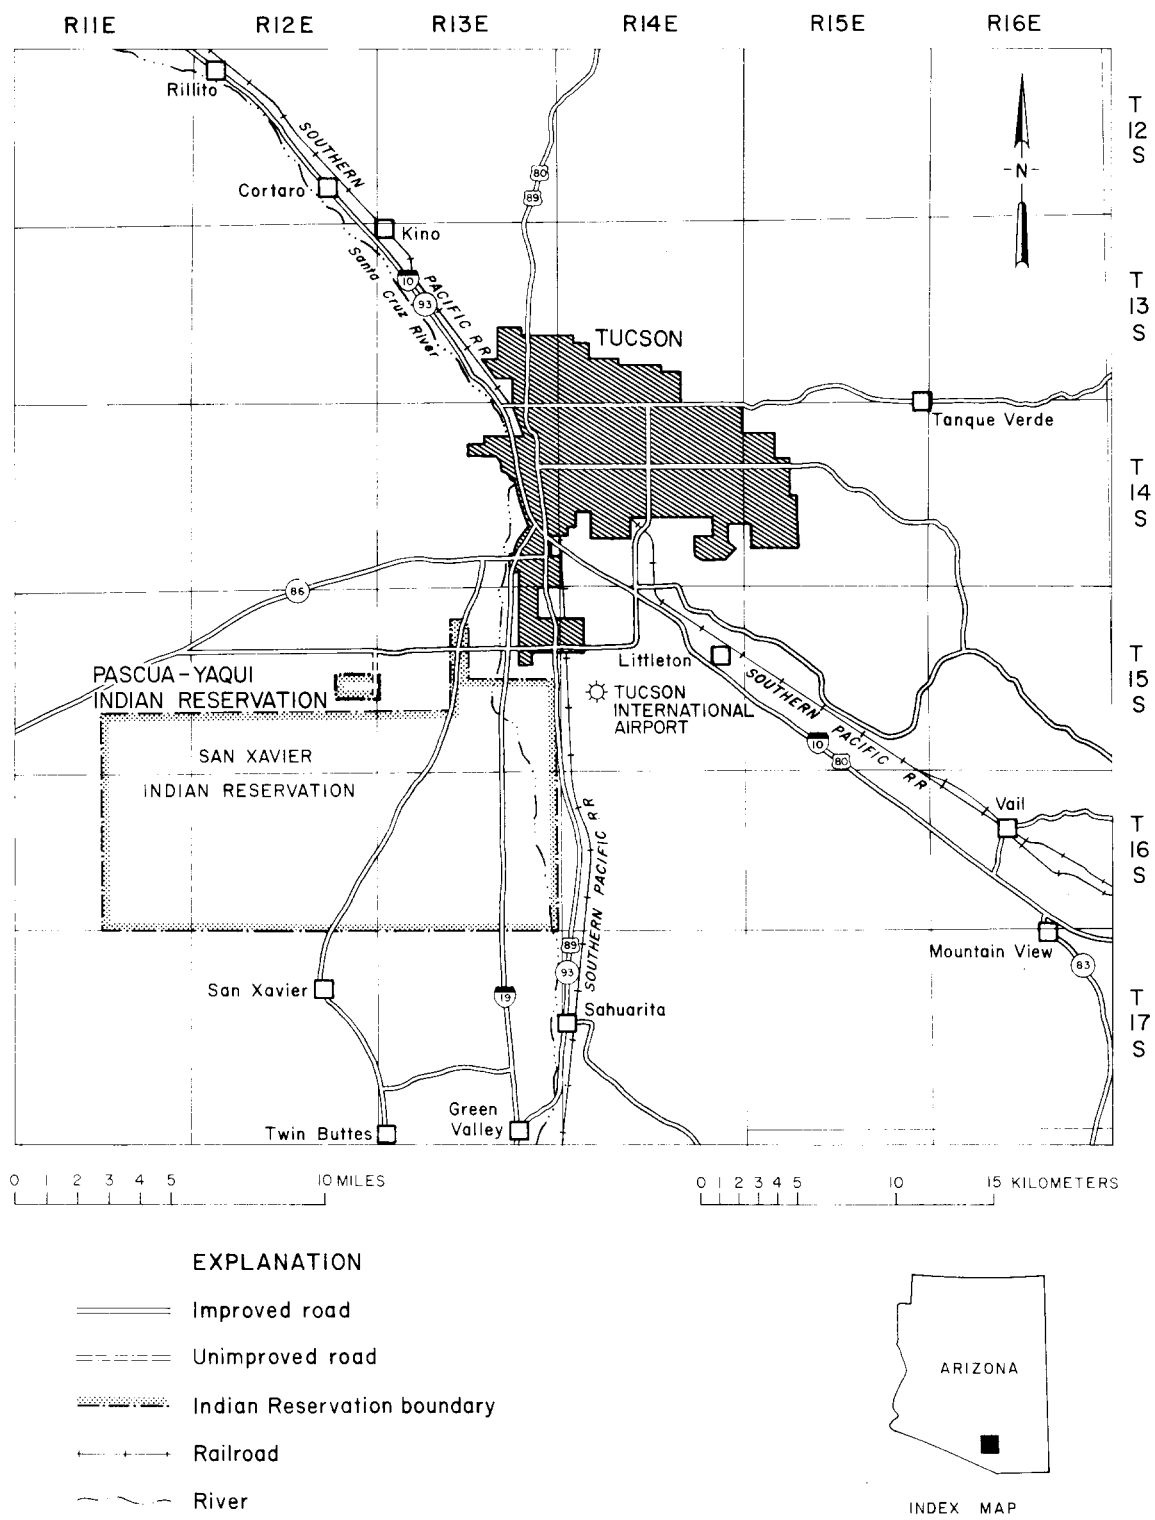 R11E R12E R13E R14E R15E R16E
T
12
S
T
13
S
T
14
S
T
15
S
T
16
S
T
17
S
Rillito
SOUTHERN
80
89
-N-
Cortaro
Kino
10
93
PACIFIC RR
Santa Cruz River
TUCSON
Tanque Verde
86
PASCUA-YAQUI
INDIAN RESERVATION
Littleton
TUCSON
INTERNATIONAL
AIRPORT
SOUTHERN PACIFIC RR
10
80
SAN XAVIER
INDIAN RESERVATION
Vail
SOUTHERN PACIFIC RR
89
93
Mountain View
83
San Xavier
19
Sahuarita
Green
Valley
Twin Buttes
0 1 2 3 4 5 10 MILES
0 1 2 3 4 5 10 15 KILOMETERS
EXPLANATION
Improved road
Unimproved road
Indian Reservation boundary
Railroad
River
ARIZONA
INDEX MAP